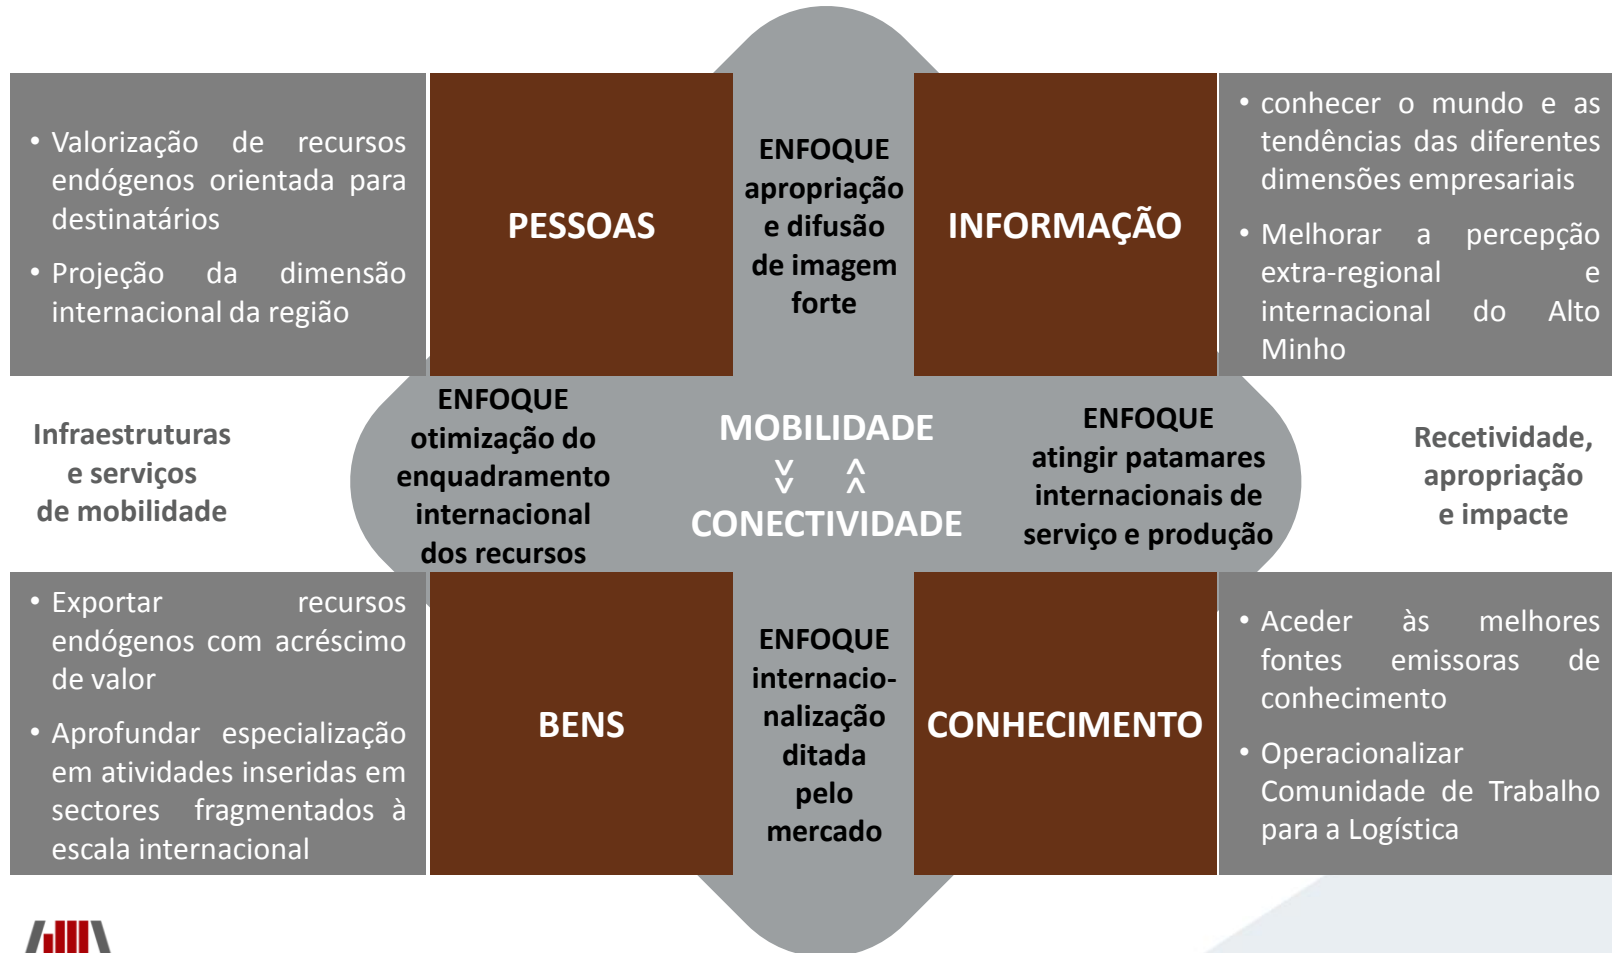 • Valorização de recursos
endógenos orientada para
destinatários
• Projeção da dimensão
internacional da região
PESSOAS
ENFOQUE
apropriação
e difusão
de imagem
forte
INFORMAÇÃO
• conhecer o mundo e as
tendências das diferentes
dimensões empresariais
• Melhorar a percepção
extra-regional e
internacional do Alto
Minho
Infraestruturas
e serviços
de mobilidade
ENFOQUE
otimização do
enquadramento
internacional
dos recursos
MOBILIDADE
CONECTIVIDADE
ENFOQUE
atingir patamares
internacionais de
serviço e produção
Recetividade,
apropriação
e impacte
• Exportar recursos
endógenos com acréscimo
de valor
• Aprofundar especialização
em atividades inseridas em
sectores fragmentados à
escala internacional
BENS
ENFOQUE
internacio-
nalização
ditada
pelo
mercado
CONHECIMENTO
• Aceder às melhores
fontes emissoras de
conhecimento
• Operacionalizar
Comunidade de Trabalho
para a Logística